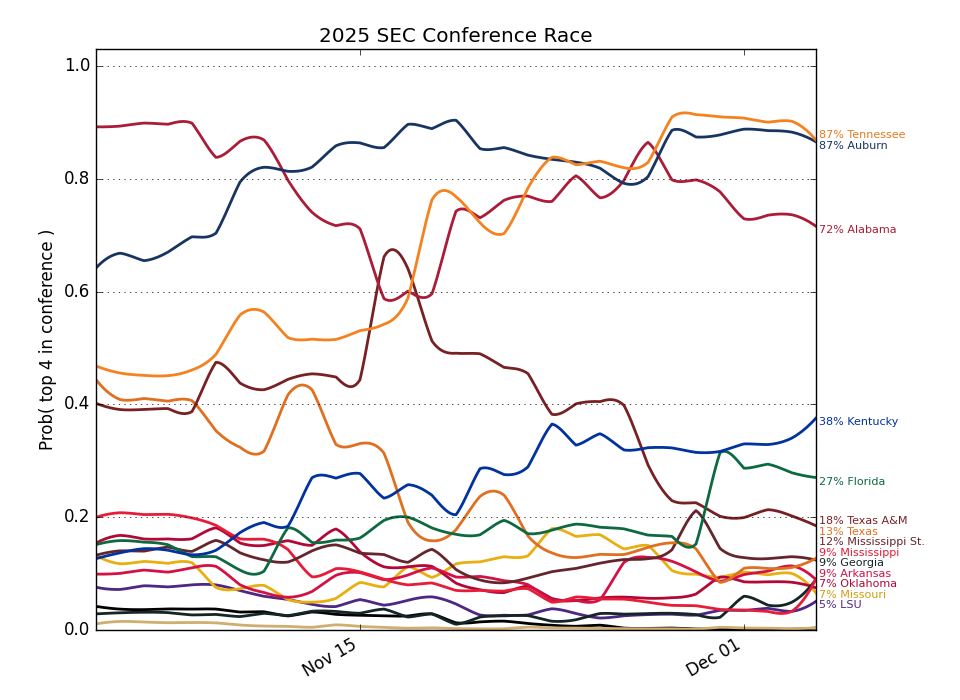 2025 SEC Conference Race
Prob( top 4 in conference )
1.0
0.8
0.6
0.4
0.2
0.0
Nov 15
Dec 01
87% Tennessee
87% Auburn
72% Alabama
38% Kentucky
27% Florida
18% Texas A&M
13% Texas
12% Mississippi St.
9% Mississippi
9% Georgia
9% Arkansas
7% Oklahoma
7% Missouri
5% LSU